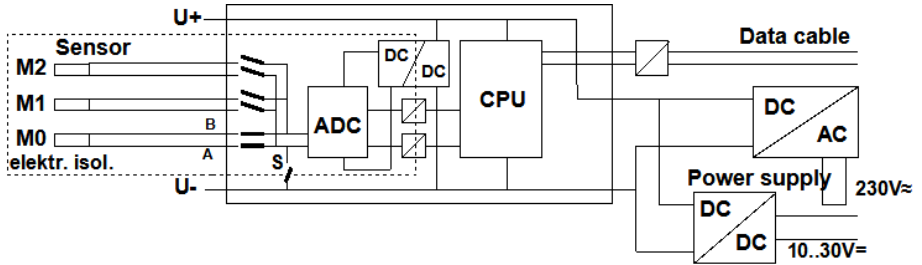 U+
Sensor
M2
M1
M0
B
A
elektr. isol.
S
U-
ADC
DC
DC
CPU
Data cable
DC
AC
Power supply
230V≈
DC
DC
10..30V=